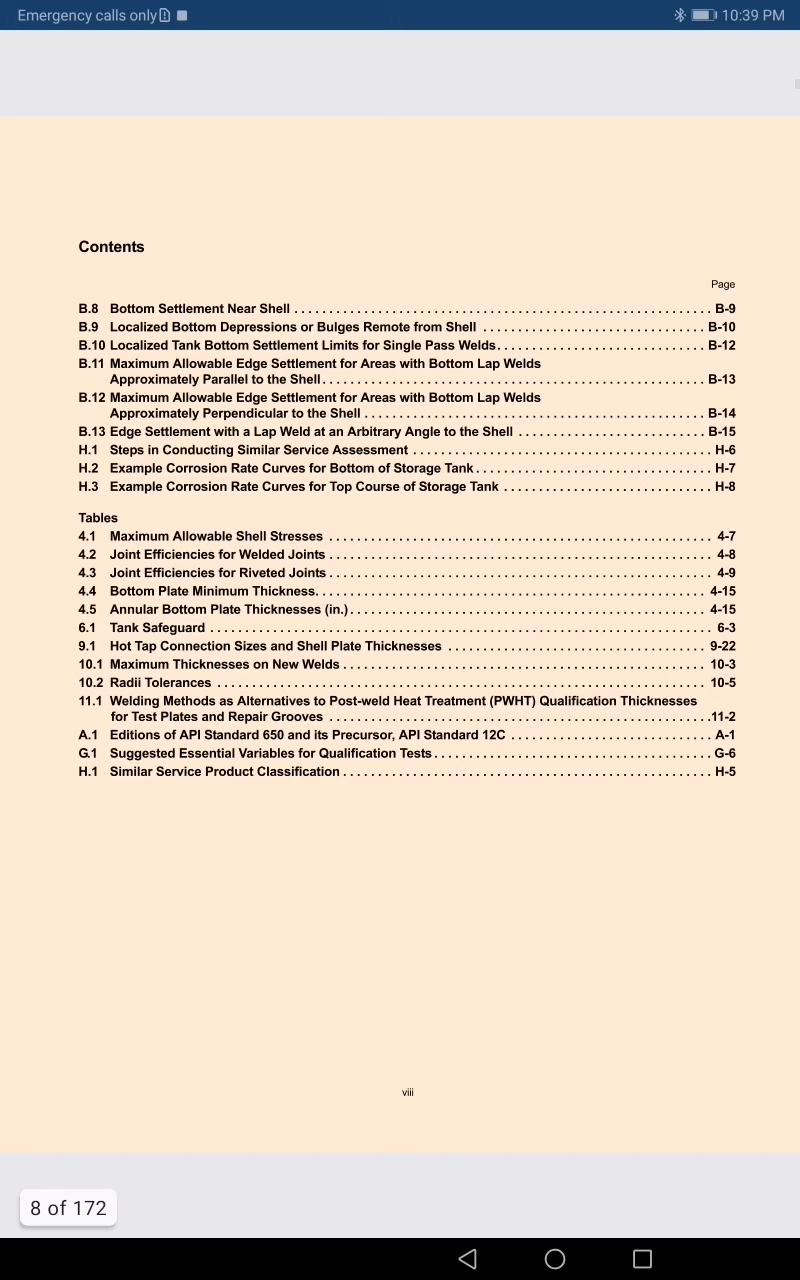 Emergency calls only
10:39 PM
Contents
Page
B.8 Bottom Settlement Near Shell . . . . . . . . . . . . . . . . . . . . . . . . . . . . . . . . . . . . . . . . . . . . . . . . . . . . . . . . . . . . B-9
B.9 Localized Bottom Depressions or Bulges Remote from Shell . . . . . . . . . . . . . . . . . . . . . . . . . . . . . . . . . B-10
B.10 Localized Tank Bottom Settlement Limits for Single Pass Welds. . . . . . . . . . . . . . . . . . . . . . . . . . . . . . . B-12
B.11 Maximum Allowable Edge Settlement for Areas with Bottom Lap Welds
Approximately Parallel to the Shell. . . . . . . . . . . . . . . . . . . . . . . . . . . . . . . . . . . . . . . . . . . . . . . . . . . . . . . . B-13
B.12 Maximum Allowable Edge Settlement for Areas with Bottom Lap Welds
Approximately Perpendicular to the Shell . . . . . . . . . . . . . . . . . . . . . . . . . . . . . . . . . . . . . . . . . . . . . . . . . . B-14
B.13 Edge Settlement with a Lap Weld at an Arbitrary Angle to the Shell . . . . . . . . . . . . . . . . . . . . . . . . . . . . B-15
H.1 Steps in Conducting Similar Service Assessment . . . . . . . . . . . . . . . . . . . . . . . . . . . . . . . . . . . . . . . . . . . H-6
H.2 Example Corrosion Rate Curves for Bottom of Storage Tank . . . . . . . . . . . . . . . . . . . . . . . . . . . . . . . . . . H-7
H.3 Example Corrosion Rate Curves for Top Course of Storage Tank . . . . . . . . . . . . . . . . . . . . . . . . . . . . . . H-8
Tables
4.1 Maximum Allowable Shell Stresses . . . . . . . . . . . . . . . . . . . . . . . . . . . . . . . . . . . . . . . . . . . . . . . . . . . . . . . 4-7
4.2 Joint Efficiencies for Welded Joints . . . . . . . . . . . . . . . . . . . . . . . . . . . . . . . . . . . . . . . . . . . . . . . . . . . . . . . 4-8
4.3 Joint Efficiencies for Riveted Joints . . . . . . . . . . . . . . . . . . . . . . . . . . . . . . . . . . . . . . . . . . . . . . . . . . . . . . . 4-9
4.4 Bottom Plate Minimum Thickness. . . . . . . . . . . . . . . . . . . . . . . . . . . . . . . . . . . . . . . . . . . . . . . . . . . . . . . . 4-15
4.5 Annular Bottom Plate Thicknesses (in.) . . . . . . . . . . . . . . . . . . . . . . . . . . . . . . . . . . . . . . . . . . . . . . . . . . . 4-15
6.1 Tank Safeguard . . . . . . . . . . . . . . . . . . . . . . . . . . . . . . . . . . . . . . . . . . . . . . . . . . . . . . . . . . . . . . . . . . . . . . . . 6-3
9.1 Hot Tap Connection Sizes and Shell Plate Thicknesses . . . . . . . . . . . . . . . . . . . . . . . . . . . . . . . . . . . . . 9-22
10.1 Maximum Thicknesses on New Welds . . . . . . . . . . . . . . . . . . . . . . . . . . . . . . . . . . . . . . . . . . . . . . . . . . . . 10-3
10.2 Radii Tolerances . . . . . . . . . . . . . . . . . . . . . . . . . . . . . . . . . . . . . . . . . . . . . . . . . . . . . . . . . . . . . . . . . . . . . . 10-5
11.1 Welding Methods as Alternatives to Post-weld Heat Treatment (PWHT) Qualification Thicknesses
for Test Plates and Repair Grooves . . . . . . . . . . . . . . . . . . . . . . . . . . . . . . . . . . . . . . . . . . . . . . . . . . . . . . .11-2
A.1 Editions of API Standard 650 and its Precursor, API Standard 12C . . . . . . . . . . . . . . . . . . . . . . . . . . . . . A-1
G.1 Suggested Essential Variables for Qualification Tests . . . . . . . . . . . . . . . . . . . . . . . . . . . . . . . . . . . . . . . . G-6
H.1 Similar Service Product Classification . . . . . . . . . . . . . . . . . . . . . . . . . . . . . . . . . . . . . . . . . . . . . . . . . . . . . H-5
viii
8 of 172